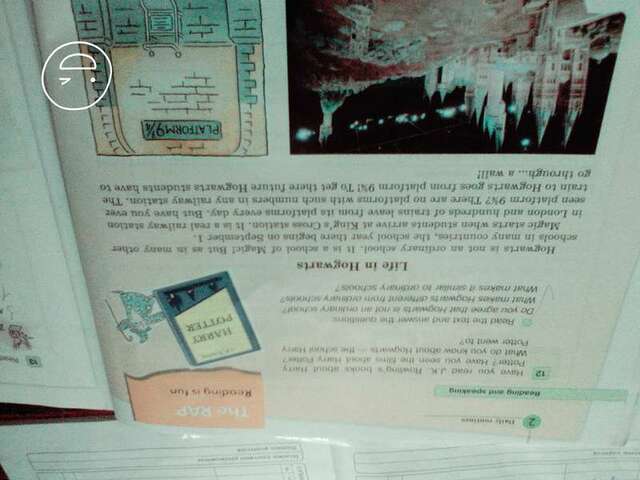 2 Daily routines
Reading and speaking
12 Have you read J.K. Rowling's books about Harry
Potter? Have you seen the films about Harry Potter?
What do you know about Hogwarts — the school Harry
Potter went to?
Read the text and answer the questions:
Do you agree that Hogwarts is not an ordinary school?
What makes Hogwarts different from ordinary schools?
What makes it similar to ordinary schools?
The RAP
Reading is fun
HARRY
POTTER
Life in Hogwarts
Hogwarts is not an ordinary school. It is a school of Magic! But as in many other
schools in many countries, the school year there begins on September 1.
Magic starts when students arrive at King's Cross station. It is a real railway station
in London and hundreds of trains leave from its platforms every day. But have you ever
seen platform 9¾? There are no platforms with such numbers in any railway station. The
train to Hogwarts goes from platform 9¾! To get there future Hogwarts students have to
go through.... a wall!!
PLATFORM 9¾
13